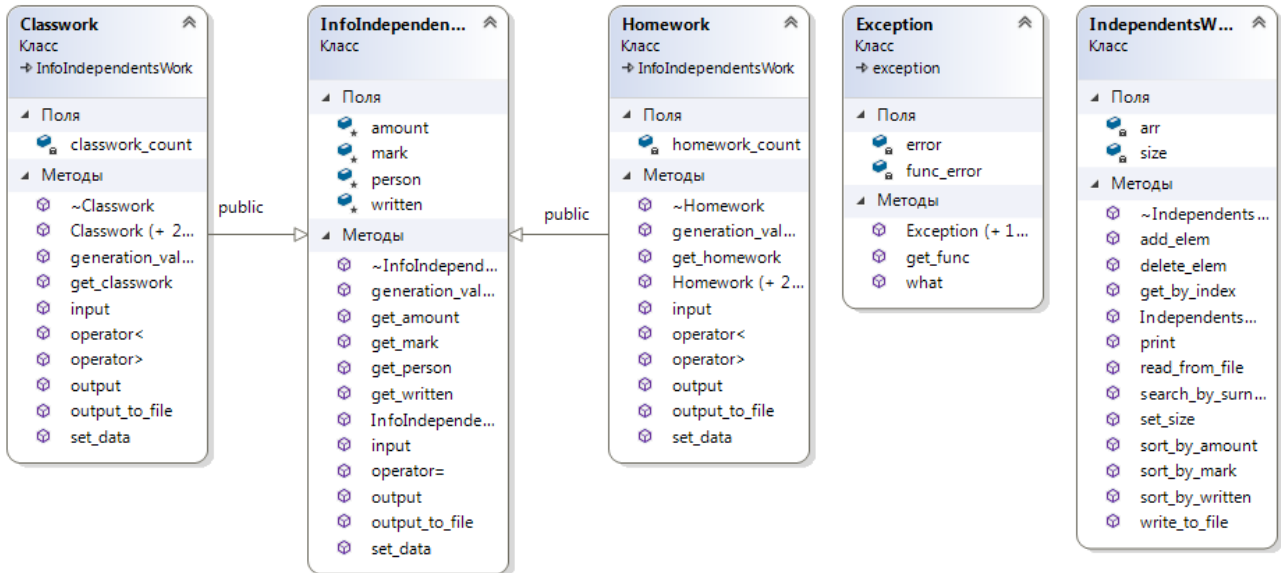 Classwork
Класс
InfoIndependentsWork
Поля
classwork_count
Методы
~Classwork
Classwork (+ 2...
generation_val...
get_classwork
input
operator<
operator>
output
output_to_file
set_data
public
InfoIndependen...
Класс
Поля
amount
mark
person
written
Методы
~InfoIndepend...
generation_val...
get_amount
get_mark
get_person
get_written
InfoIndepende...
input
operator=
output
output_to_file
set_data
public
Homework
Класс
InfoIndependentsWork
Поля
homework_count
Методы
~Homework
generation_val...
get_homework
Homework (+ 2...
input
operator<
operator>
output
output_to_file
set_data
Exception
Класс
exception
Поля
error
func_error
Методы
Exception (+ 1...
get_func
what
IndependentsW...
Класс
Поля
arr
size
Методы
~Independents...
add_elem
delete_elem
get_by_index
Independents...
print
read_from_file
search_by_surn...
set_size
sort_by_amount
sort_by_mark
sort_by_written
write_to_file